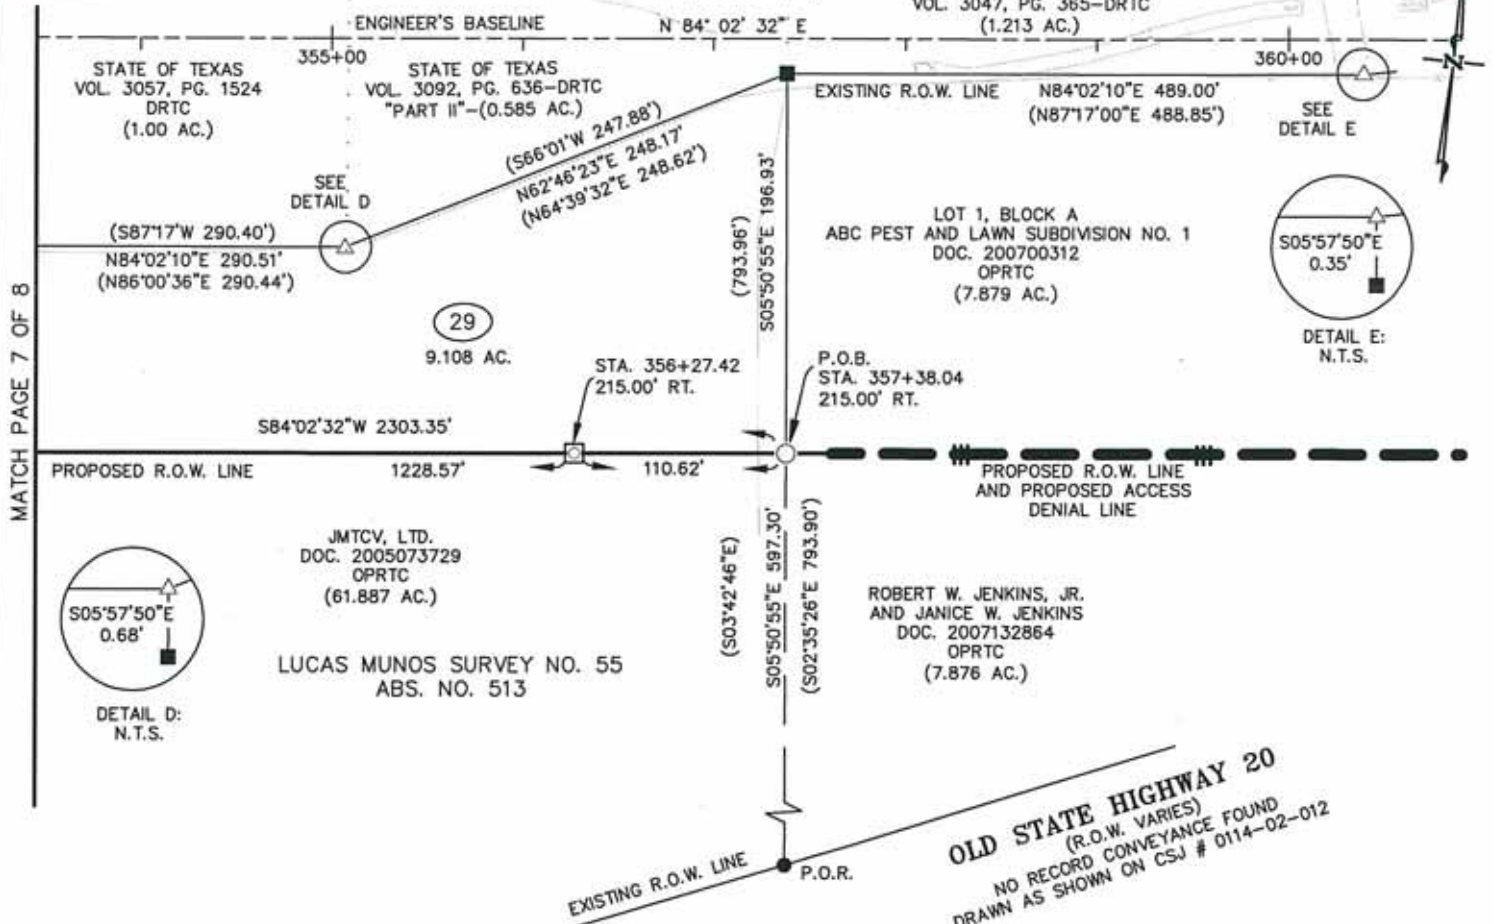 VOL. 3047, PG. 365-DRTC
(1.213 AC.)
ENGINEER'S BASELINE
N 84° 02' 32" E
355+00
360+00
STATE OF TEXAS
VOL. 3057, PG. 1524
DRTC
(1.00 AC.)
STATE OF TEXAS
VOL. 3092, PG. 636-DRTC
"PART II"-(0.585 AC.)
EXISTING R.O.W. LINE
N84°02'10"E 489.00'
(N87°17'00"E 488.85')
SEE
DETAIL E
N
(S66°01'W 247.88')
N62°46'23"E 248.17'
(N64°39'32"E 248.62')
SEE
DETAIL D
(S87°17'W 290.40')
N84°02'10"E 290.51'
(N86°00'36"E 290.44')
(793.96')
S05°50'55"E 196.93'
LOT 1, BLOCK A
ABC PEST AND LAWN SUBDIVISION NO. 1
DOC. 200700312
OPRTC
(7.879 AC.)
S05°57'50"E
0.35'
DETAIL E:
N.T.S.
29
9.108 AC.
STA. 356+27.42
215.00' RT.
P.O.B.
STA. 357+38.04
215.00' RT.
MATCH PAGE 7 OF 8
S84°02'32"W 2303.35'
PROPOSED R.O.W. LINE
1228.57'
110.62'
PROPOSED R.O.W. LINE
AND PROPOSED ACCESS
DENIAL LINE
JMTCV, LTD.
DOC. 2005073729
OPRTC
(61.887 AC.)
(S03°42'46"E)
S05°50'55"E 597.30'
(S02°35'26"E 793.90')
ROBERT W. JENKINS, JR.
AND JANICE W. JENKINS
DOC. 2007132864
OPRTC
(7.876 AC.)
S05°57'50"E
0.68'
DETAIL D:
N.T.S.
LUCAS MUNOS SURVEY NO. 55
ABS. NO. 513
OLD STATE HIGHWAY 20
(R.O.W. VARIES)
NO RECORD CONVEYANCE FOUND
DRAWN AS SHOWN ON CSJ # 0114-02-012
EXISTING R.O.W. LINE
P.O.R.